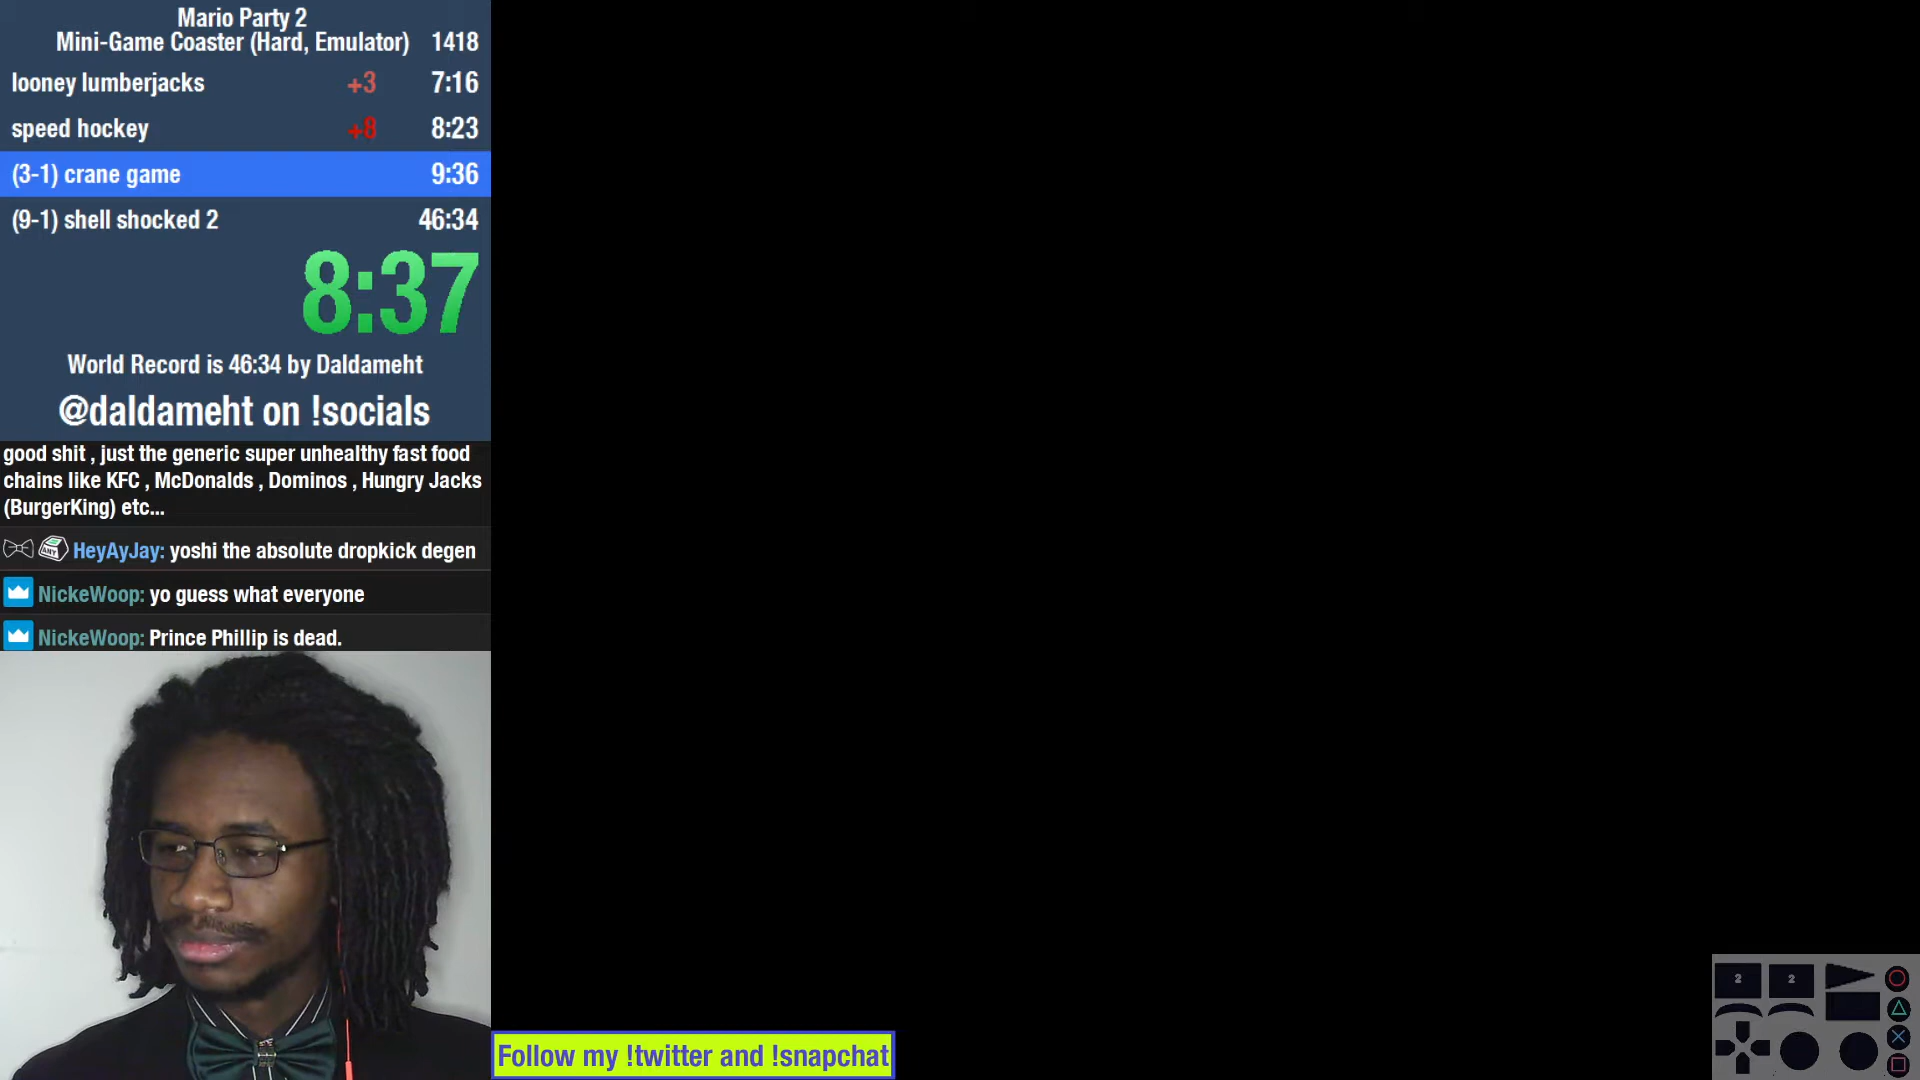 Mario Party 2
Mini-Game Coaster (Hard, Emulator) 1418
looney lumberjacks +3 7:16
speed hockey +8 8:23
(3-1) crane game 9:36
(9-1) shell shocked 2 46:34
8:37
World Record is 46:34 by Daldameht
@daldameht on !socials
good shit , just the generic super unhealthy fast food
chains like KFC , McDonalds , Dominos , Hungry Jacks
(BurgerKing) etc...
ANY HeyAyJay: yoshi the absolute dropkick degen
NickeWoop: yo guess what everyone
NickeWoop: Prince Phillip is dead.
Follow my !twitter and !snapchat
2 2